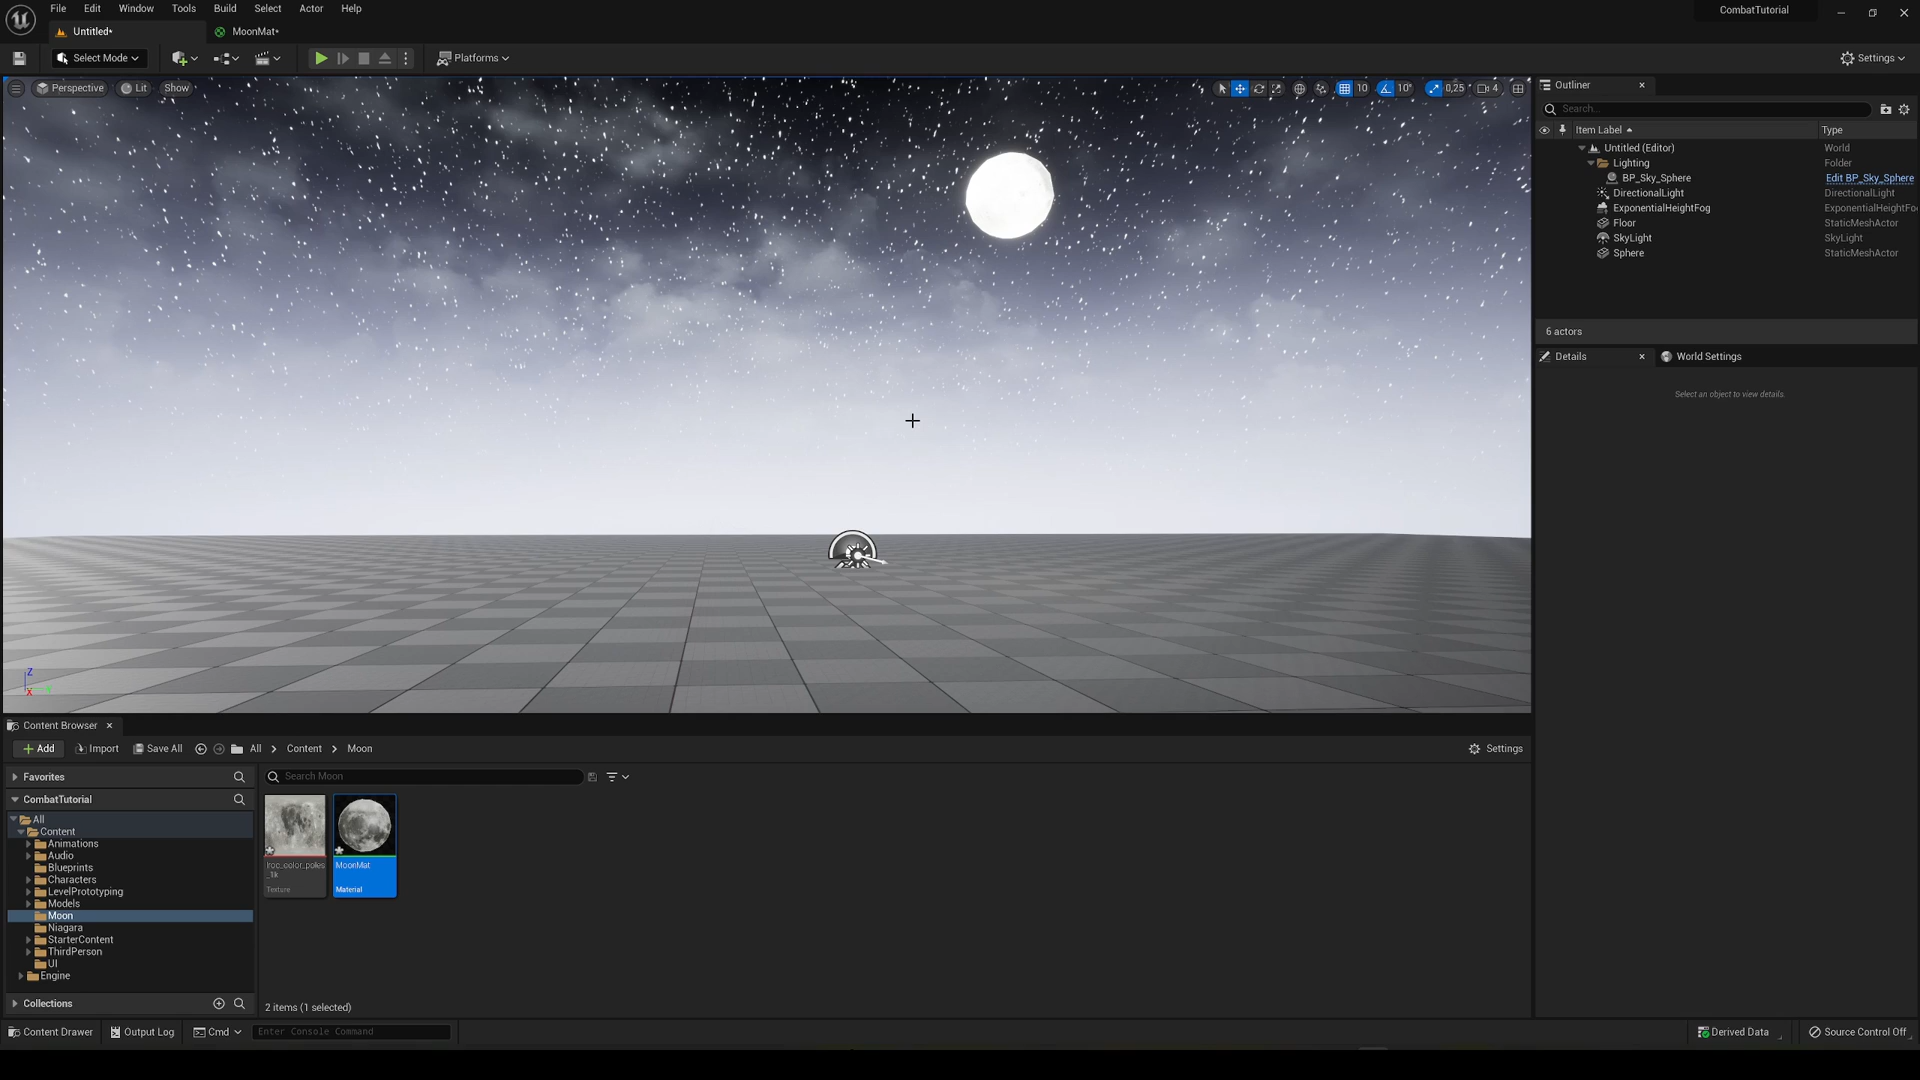 File Edit Window Tools Build Select Actor Help
CombatTutorial
Untitled* MoonMat*
Select Mode Platforms Settings
Perspective Lit Show
10 10° 0,25 4
Outliner
Search...
Item Label Type
Untitled (Editor) World
Lighting Folder
BP_Sky_Sphere Edit BP_Sky_Sphere
DirectionalLight DirectionalLight
ExponentialHeightFog ExponentialHeightFo
Floor StaticMeshActor
SkyLight SkyLight
Sphere StaticMeshActor
6 actors
Details World Settings
Select an object to view details.
Z
X
Content Browser
Add Import Save All All Content Moon Settings
Favorites
Search Moon
CombatTutorial
All
Content
Animations
Audio
Blueprints
Characters
LevelPrototyping
Models
Moon
Niagara
StarterContent
ThirdPerson
UI
Engine
lroc_color_poles
_1k
Texture
MoonMat
Material
Collections
2 items (1 selected)
Content Drawer Output Log Cmd Enter Console Command Derived Data Source Control Off